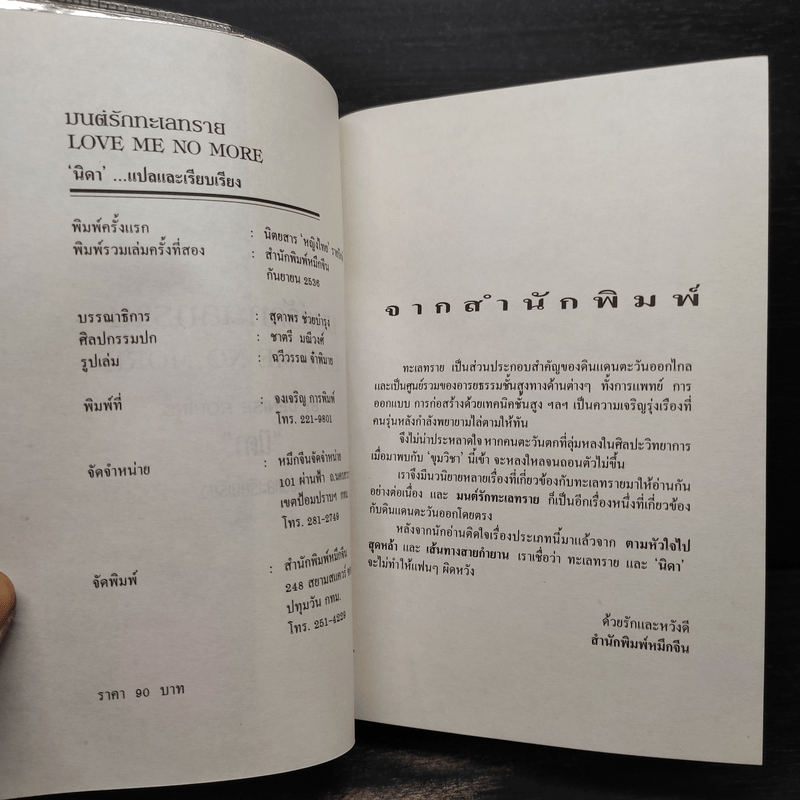 มนต์รักทะเลทราย
LOVE ME NO MORE
‘นิดา’ ...แปลและเรียบเรียง
พิมพ์ครั้งแรก : นิตยสาร ‘หญิงไทย’
พิมพ์รวมเล่มครั้งที่สอง : สำนักพิมพ์หมึกจีน
กันยายน 2536
บรรณาธิการ : สุดาพร ช่วยบำรุง
ศิลปกรรมปก : ชาตรี มณีวงศ์
รูปเล่ม : ฉวีวรรณ จำพิมาย
พิมพ์ที่ : จงเจริญ การพิมพ์
โทร. 221-9801
จัดจำหน่าย : หมึกจีนจัดจำหน่าย
101 ผ่านฟ้า
เขตป้อมปราบฯ
โทร. 281-2749
จัดพิมพ์ : สำนักพิมพ์หมึกจีน
248 สยามสแควร์
ปทุมวัน กทม.
โทร. 251-4229
ราคา 90 บาท
จากสำนักพิมพ์
ทะเลทราย เป็นส่วนประกอบสำคัญของดินแดนตะวันออกไกล
และเป็นศูนย์รวมของอารยธรรมชั้นสูงทางด้านต่างๆ ทั้งการแพทย์ การ
ออกแบบ การก่อสร้างด้วยเทคนิคชั้นสูง ฯลฯ เป็นความเจริญรุ่งเรืองที่
คนรุ่นหลังกำลังพยายามไล่ตามให้ทัน
จึงไม่น่าประหลาดใจ หากคนตะวันตกที่ลุ่มหลงในศิลปะวิทยาการ
เมื่อมาพบกับ ‘ขุมวิชา’ นี้เข้า จะหลงใหลจนถอนตัวไม่ขึ้น
เราจึงมีนวนิยายหลายเรื่องที่เกี่ยวข้องกับทะเลทรายมาให้อ่านกัน
อย่างต่อเนื่อง และ มนต์รักทะเลทราย ก็เป็นอีกเรื่องหนึ่งที่เกี่ยวข้อง
กับดินแดนตะวันออกโดยตรง
หลังจากนักอ่านติดใจเรื่องประเภทนี้มาแล้วจาก ตามหัวใจไป
สุดหล้า และ เส้นทางสายกำยาน เราเชื่อว่า ทะเลทราย และ ‘นิดา’
จะไม่ทำให้แฟนๆ ผิดหวัง
ด้วยรักและหวังดี
สำนักพิมพ์หมึกจีน